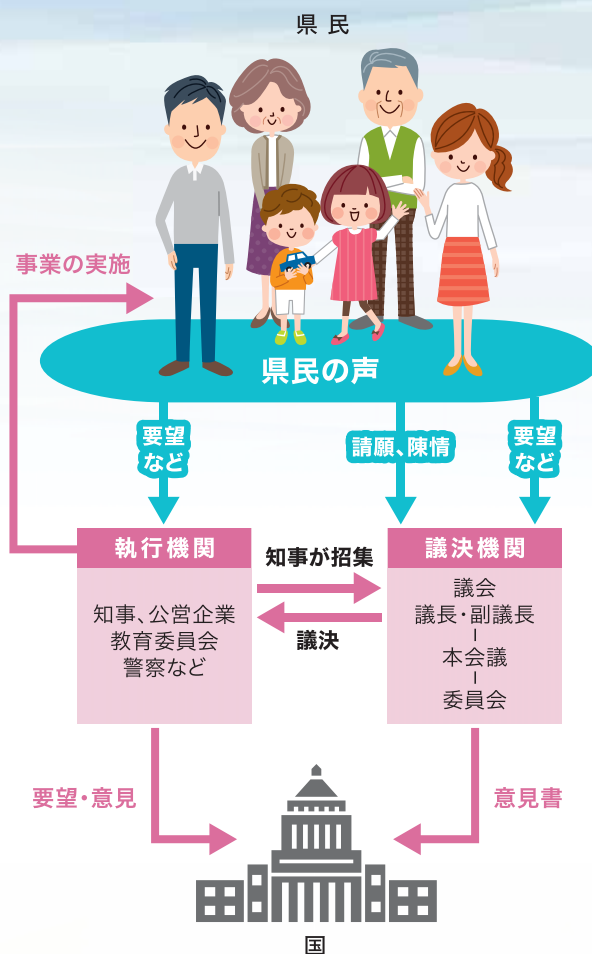 県民
事業の実施
県民の声
要望
など
請願、陳情
要望
など
執行機関
知事、公営企業
教育委員会
警察など
知事が招集
議決
議決機関
議会
議長・副議長
本会議
委員会
要望・意見
意見書
国